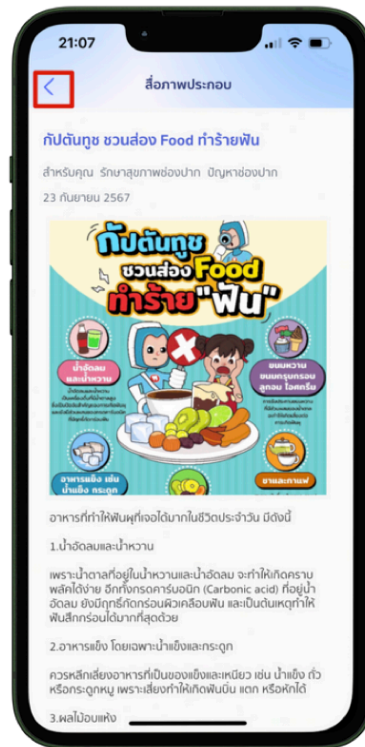 21:07
สื่อภาพประกอบ
กัปตันทูช ชวนส่อง Food ทำร้ายฟัน
สำหรับคุณ รักษาสุขภาพช่องปาก ปัญหาช่องปาก
23 กันยายน 2567
กัปตันทูช
ชวนส่อง Food
ทำร้าย "ฟัน"
น้ำอัดลม
และน้ำหวาน
ขนมหวาน
ขนมกรุบกรอบ
ลูกอม ไอศกรีม
อาหารแข็ง เช่น
น้ำแข็ง กระดูก
ชาและกาแฟ
อาหารที่ทำให้ฟันผุที่เจอได้มากในชีวิตประจำวัน มีดังนี้
1.น้ำอัดลมและน้ำหวาน
เพราะน้ำตาลที่อยู่ในน้ำหวานและน้ำอัดลม จะทำให้เกิดคราบ
พลัคได้ง่าย อีกทั้งกรดคาร์บอนิก (Carbonic acid) ที่อยู่น้ำ
อัดลม ยังมีฤทธิ์กัดกร่อนผิวเคลือบฟัน และเป็นต้นเหตุทำให้
ฟันสึกกร่อนได้มากที่สุดด้วย
2.อาหารแข็ง โดยเฉพาะน้ำแข็งและกระดูก
ควรหลีกเลี่ยงอาหารที่เป็นของแข็งและเหนียว เช่น น้ำแข็ง ถั่ว
หรือกระดูกหมู เพราะเสี่ยงทำให้เกิดฟันบิ่น แตก หรือหักได้
3.ผลไม้อบแห้ง